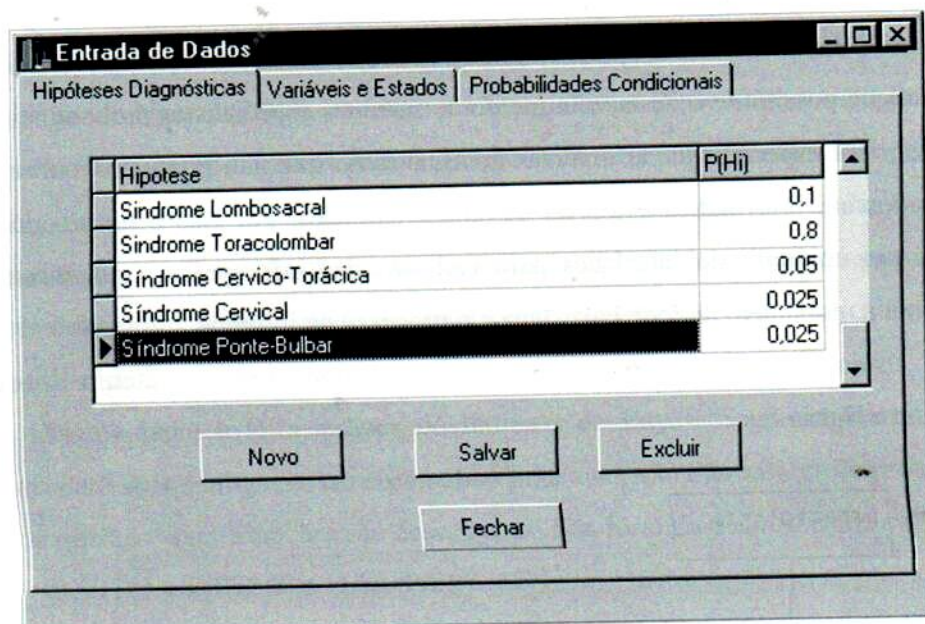 Entrada de Dados
Hipóteses Diagnósticas Variáveis e Estados Probabilidades Condicionais
Hipotese P(Hi)
Sindrome Lombosacral 0,1
Sindrome Toracolombar 0,8
Síndrome Cervico-Torácica 0,05
Síndrome Cervical 0,025
Síndrome Ponte-Bulbar 0,025
Novo Salvar Excluir
Fechar